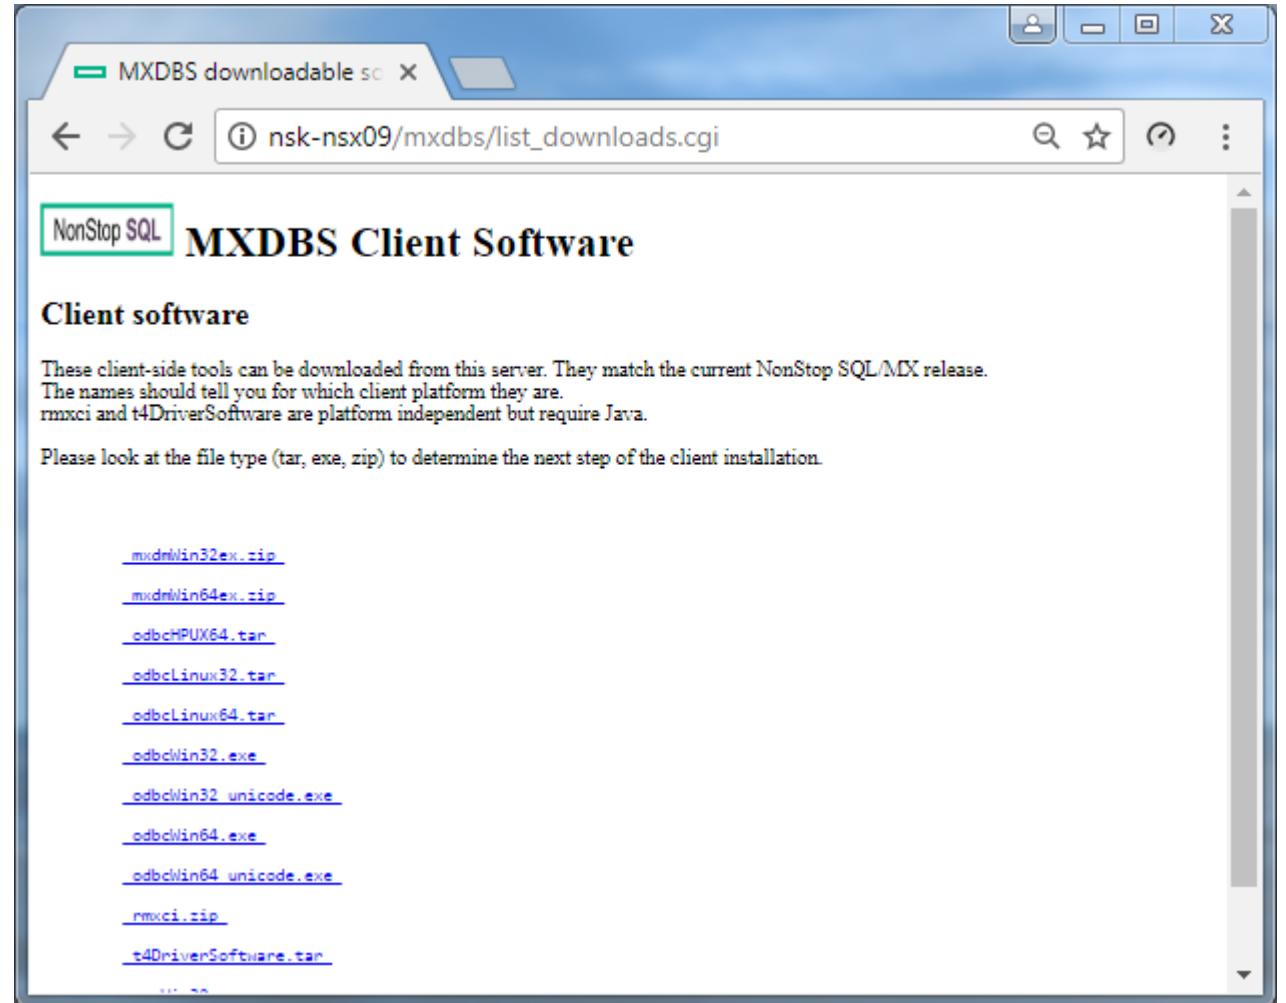 MXDBS downloadable so
nsk-nsx09/mxdbs/list_downloads.cgi
NonStop SQL
MXDBS Client Software
Client software
These client-side tools can be downloaded from this server. They match the current NonStop SQL/MX release.
The names should tell you for which client platform they are.
rmxci and t4DriverSoftware are platform independent but require Java.
Please look at the file type (tar, exe, zip) to determine the next step of the client installation.
mxdmWin32ex.zip
mxdmWin64ex.zip
odbcHPUX64.tar
odbcLinux32.tar
odbcLinux64.tar
odbcWin32.exe
odbcWin32_unicode.exe
odbcWin64.exe
odbcWin64_unicode.exe
rmxci.zip
t4DriverSoftware.tar